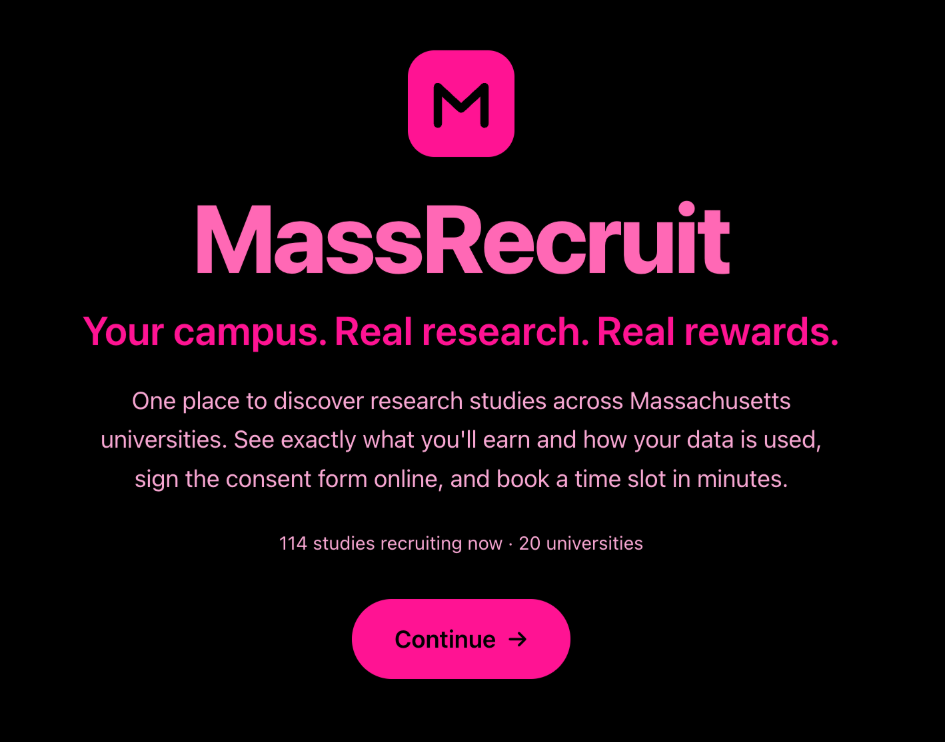 M
MassRecruit
Your campus. Real research. Real rewards.
One place to discover research studies across Massachusetts
universities. See exactly what you'll earn and how your data is used,
sign the consent form online, and book a time slot in minutes.
114 studies recruiting now · 20 universities
Continue →